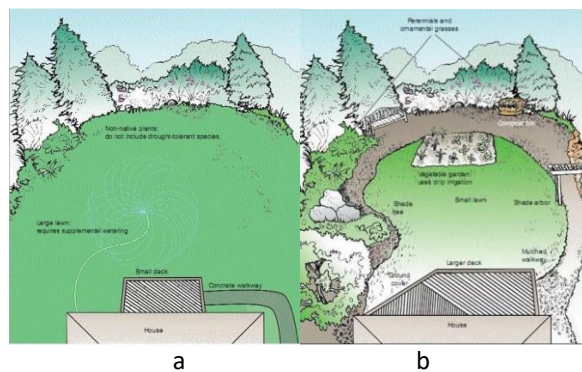 Non-native plants:
do not include drought-tolerant species.
Large lawn:
requires supplemental watering.
Small deck
Concrete walkway
House
a
Perennials and
ornamental grasses
Compost bin
Vegetable garden:
uses drip irrigation
Shade
tree
Small lawn
Shade arbor
Mulched
walkway
Larger deck
Ground
cover
House
b